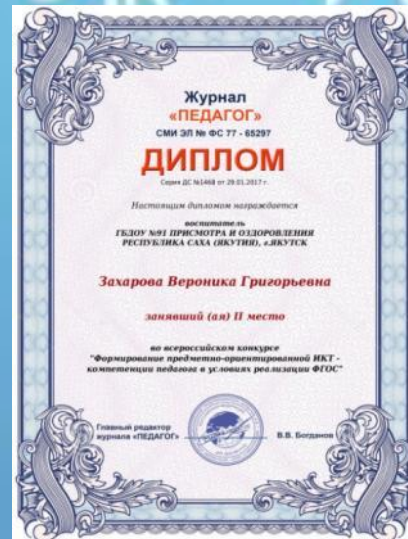 Журнал
«ПЕДАГОГ»
СМИ ЭЛ № ФС 77 - 65297
ДИПЛОМ
Серия ДС №1468 от 29.01.2017 г.
Настоящим дипломом награждается
воспитатель
ГБДОУ №91 ПРИСМОТРА И ОЗДОРОВЛЕНИЯ
РЕСПУБЛИКА САХА (ЯКУТИЯ), г.ЯКУТСК
Захарова Вероника Григорьевна
занявший (ая) II место
во всероссийском конкурсе
"Формирование предметно-ориентированной ИКТ -
компетенции педагога в условиях реализации ФГОС"
Главный редактор
журнала «ПЕДАГОГ»
В.В. Богданов